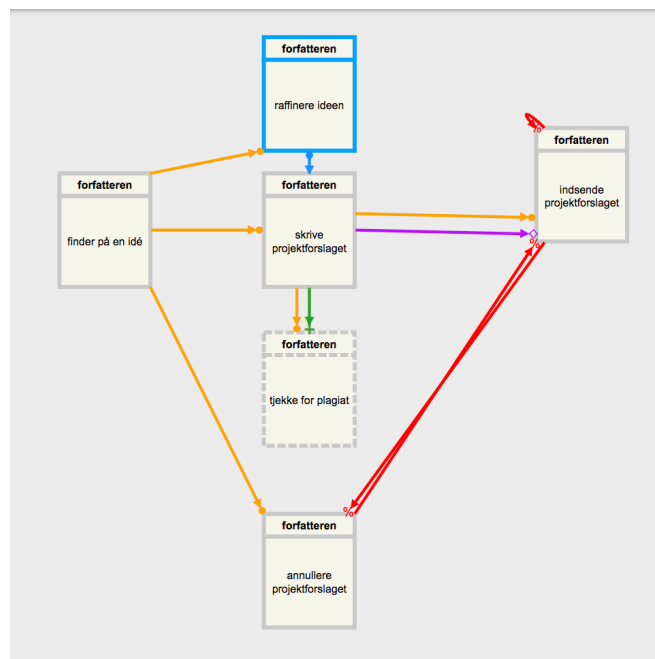 forfatteren
raffinere ideen
forfatteren
indsende
projektforslaget
forfatteren
finder på en idé
forfatteren
skrive
projektforslaget
forfatteren
tjekke for plagiat
forfatteren
annullere
projektforslaget
%
%
%